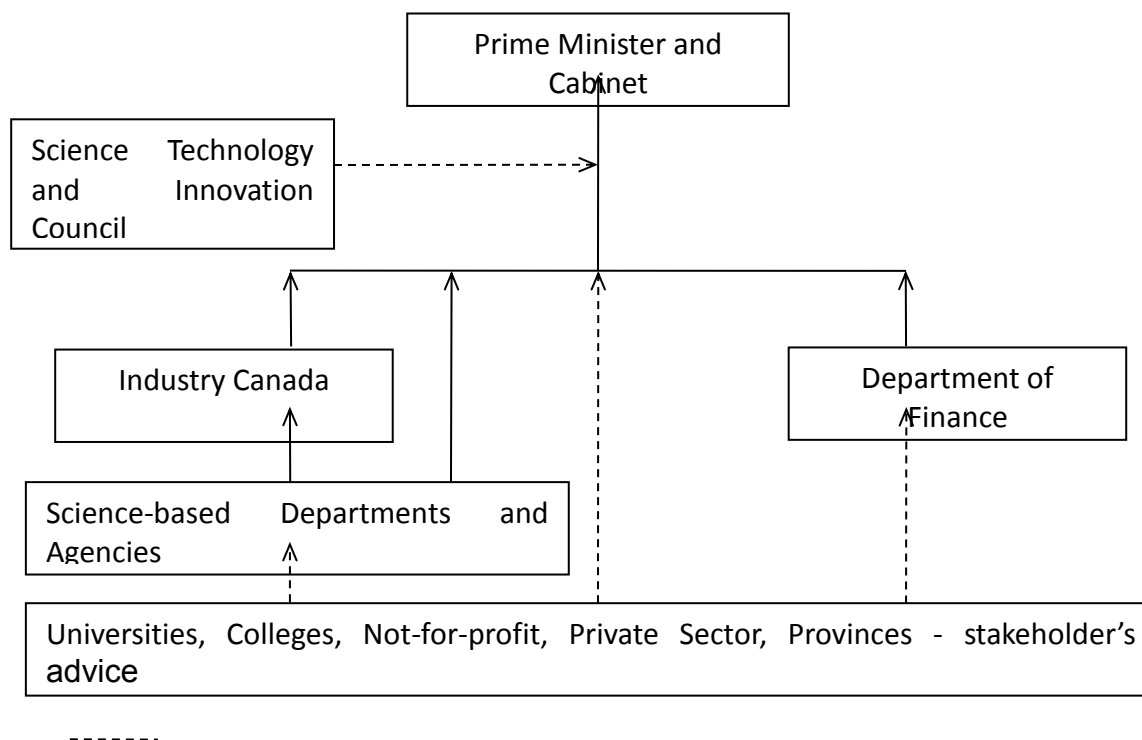 Prime Minister and
Cabinet
Science Technology
and Innovation
Council
Industry Canada
Department of
Finance
Science-based Departments and
Agencies
Universities, Colleges, Not-for-profit, Private Sector, Provinces - stakeholder’s
advice